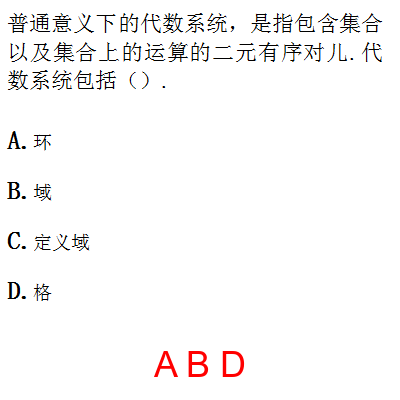 普通意义下的代数系统，是指包含集合
以及集合上的运算的二元有序对儿.代
数系统包括（）.
A.环
B.域
C.定义域
D.格
A B D